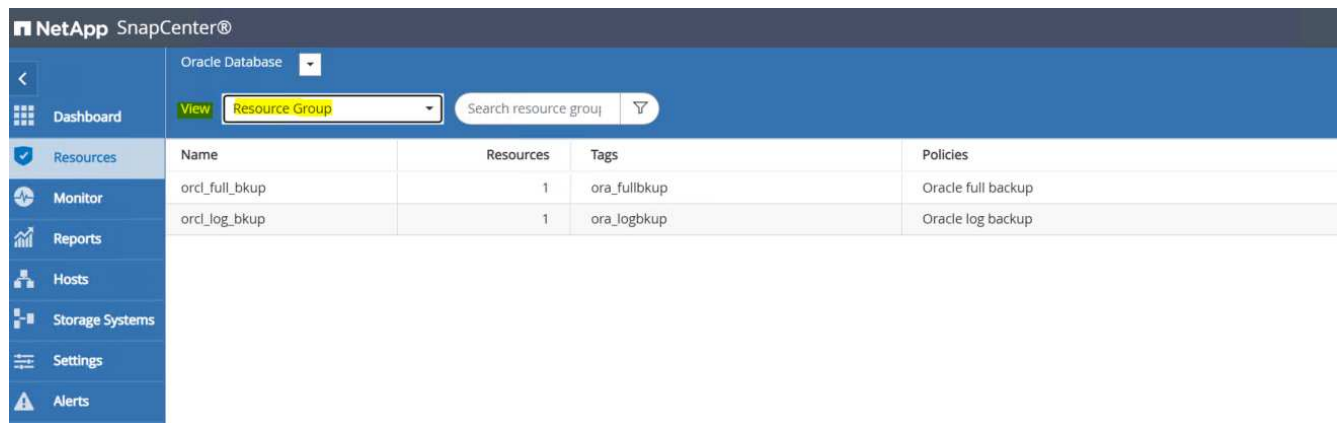 NetApp SnapCenter®
Oracle Database
View Resource Group Search resource grou
Dashboard
Resources
Monitor
Reports
Hosts
Storage Systems
Settings
Alerts
Name Resources Tags Policies
orcl_full_bkup 1 ora_fullbkup Oracle full backup
orcl_log_bkup 1 ora_logbkup Oracle log backup